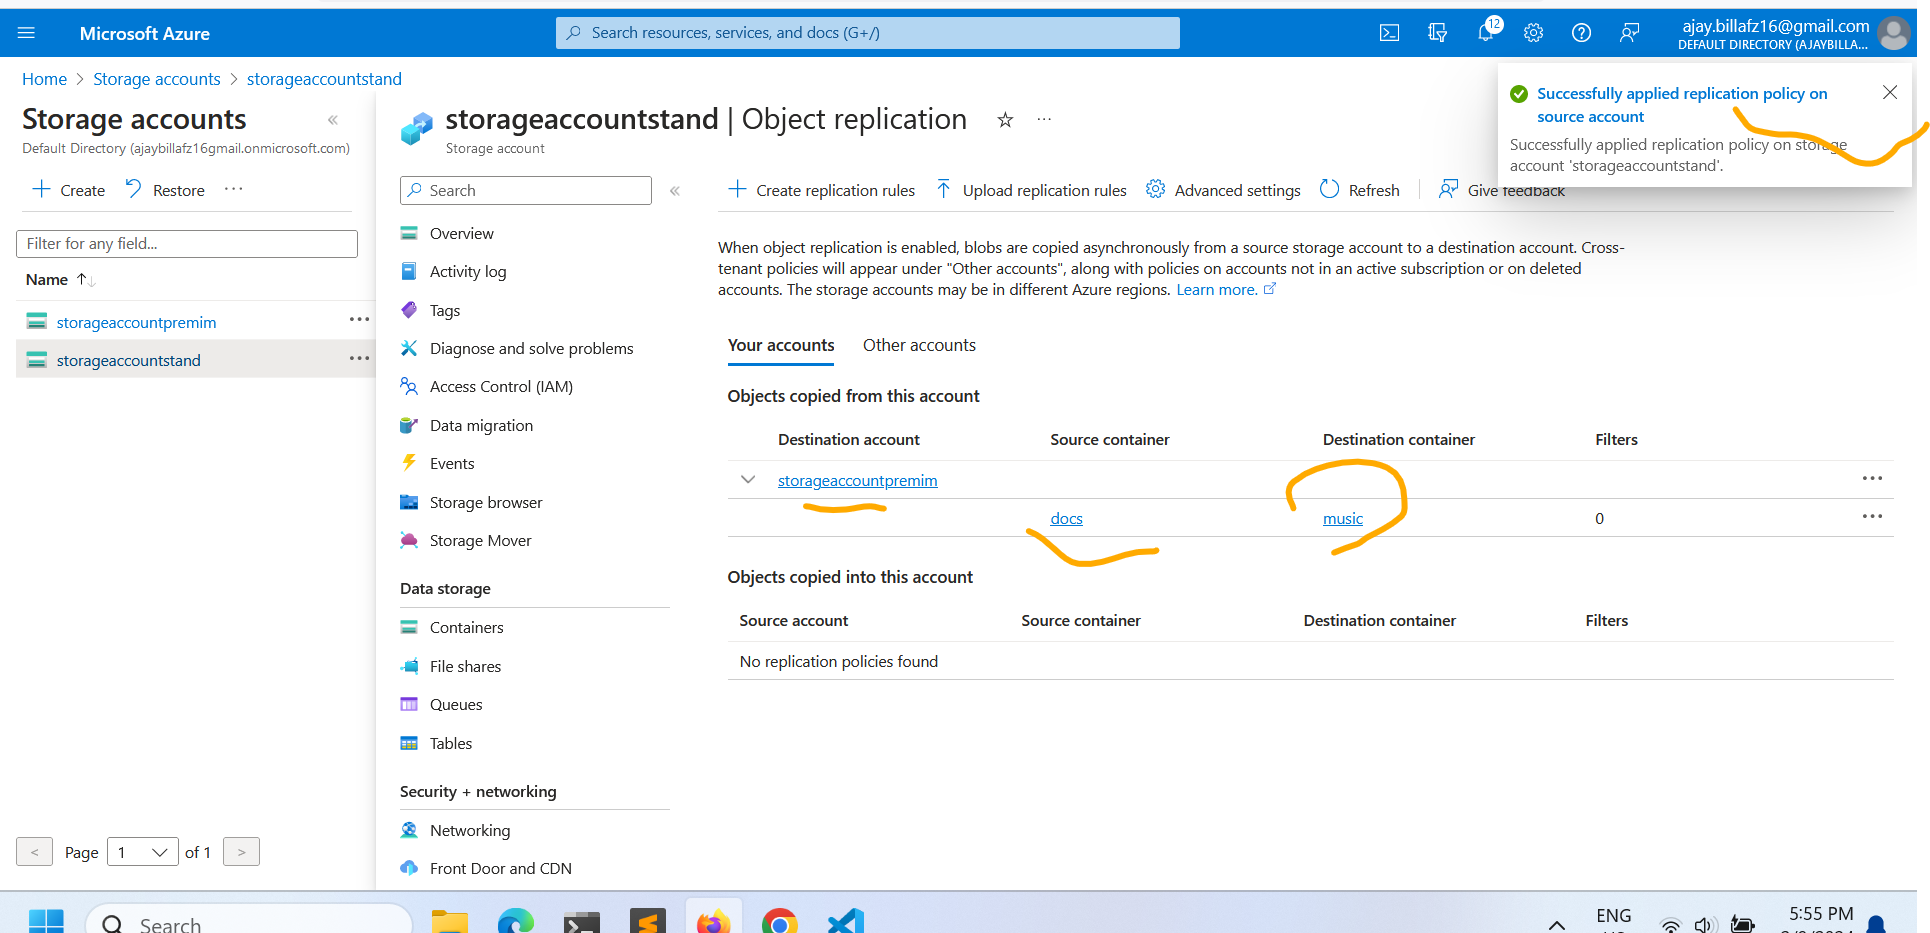 Microsoft Azure
Search resources, services, and docs (G+/)
12
ajay.billafz16@gmail.com
DEFAULT DIRECTORY (AJAYBILLA...
Home > Storage accounts > storageaccountstand
Successfully applied replication policy on
source account
Successfully applied replication policy on storage
account 'storageaccountstand'.
Storage accounts
Default Directory (ajaybillafz16gmail.onmicrosoft.com)
Create
Restore
Filter for any field...
Name
storageaccountpremim
storageaccountstand
< Page 1 of 1 >
storageaccountstand | Object replication
Storage account
Search
Overview
Activity log
Tags
Diagnose and solve problems
Access Control (IAM)
Data migration
Events
Storage browser
Storage Mover
Data storage
Containers
File shares
Queues
Tables
Security + networking
Networking
Front Door and CDN
Create replication rules
Upload replication rules
Advanced settings
Refresh
Give feedback
When object replication is enabled, blobs are copied asynchronously from a source storage account to a destination account. Cross-
tenant policies will appear under "Other accounts", along with policies on accounts not in an active subscription or on deleted
accounts. The storage accounts may be in different Azure regions. Learn more.
Your accounts
Other accounts
Objects copied from this account
Destination account Source container Destination container Filters
storageaccountpremim
docs music 0
Objects copied into this account
Source account Source container Destination container Filters
No replication policies found
Search
ENG
5:55 PM